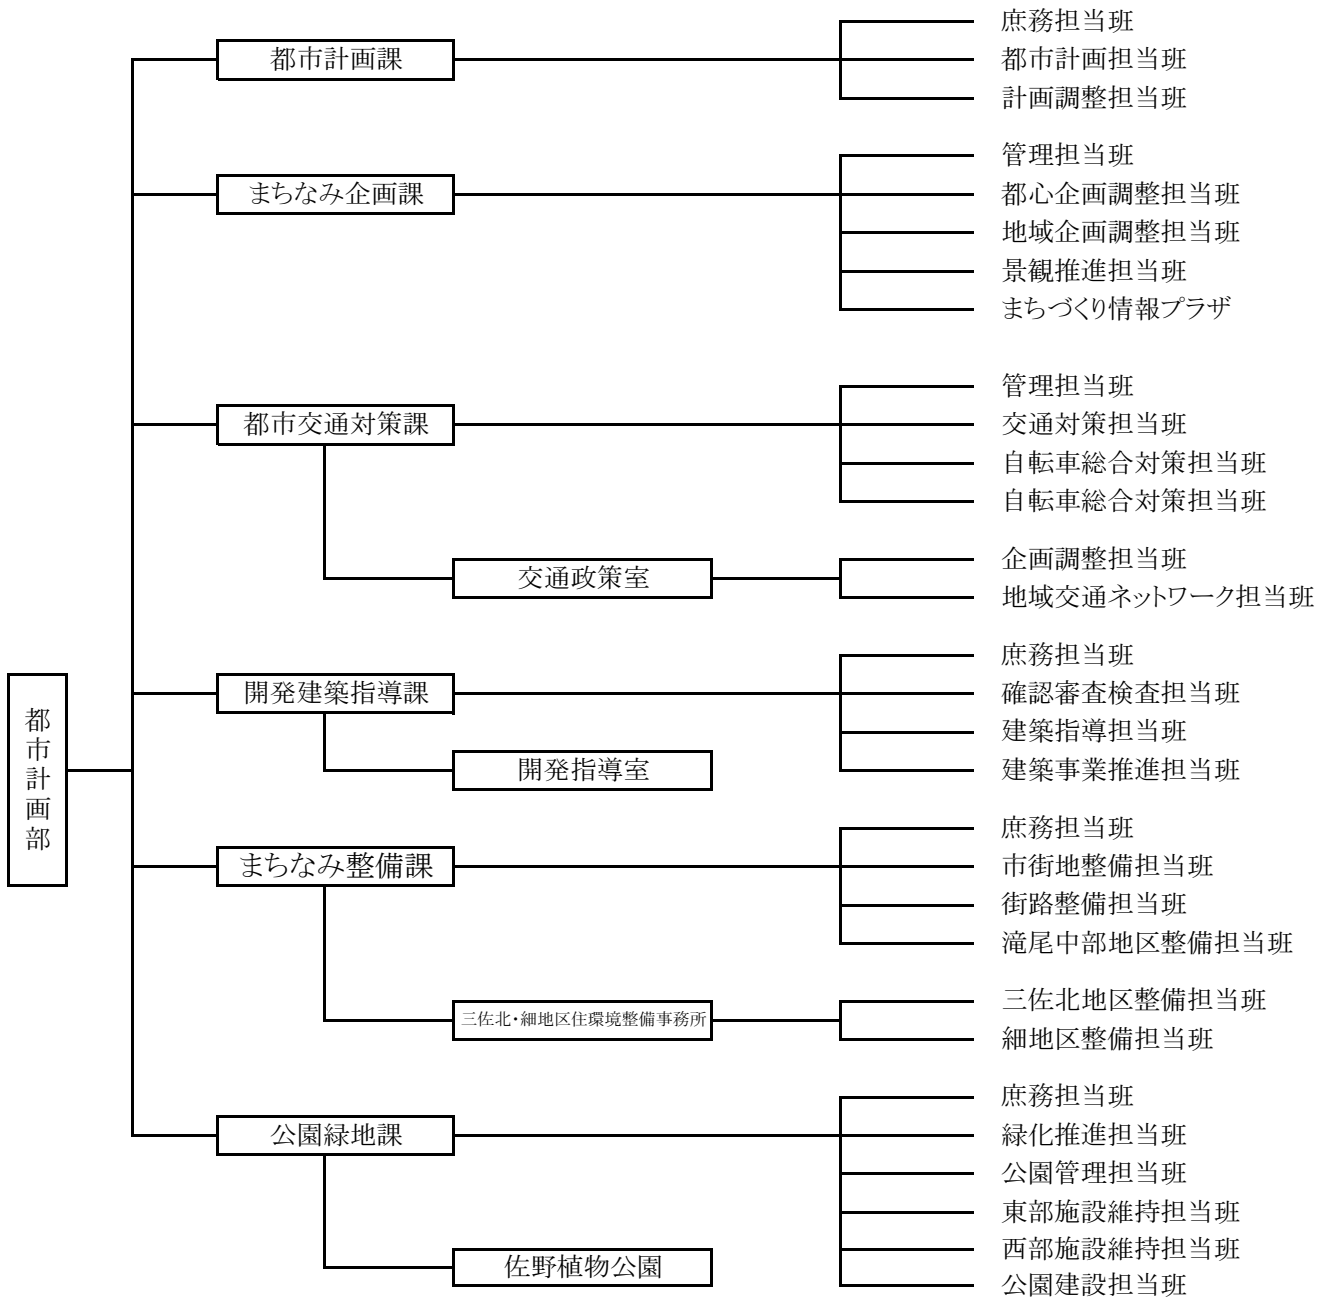 都市計画部
都市計画課
庶務担当班
都市計画担当班
計画調整担当班
まちなみ企画課
管理担当班
都心企画調整担当班
地域企画調整担当班
景観推進担当班
まちづくり情報プラザ
都市交通対策課
管理担当班
交通対策担当班
自転車総合対策担当班
自転車総合対策担当班
交通政策室
企画調整担当班
地域交通ネットワーク担当班
開発建築指導課
庶務担当班
確認審査検査担当班
建築指導担当班
建築事業推進担当班
開発指導室
まちなみ整備課
庶務担当班
市街地整備担当班
街路整備担当班
滝尾中部地区整備担当班
三佐北・細地区住環境整備事務所
三佐北地区整備担当班
細地区整備担当班
公園緑地課
庶務担当班
緑化推進担当班
公園管理担当班
東部施設維持担当班
西部施設維持担当班
公園建設担当班
佐野植物公園